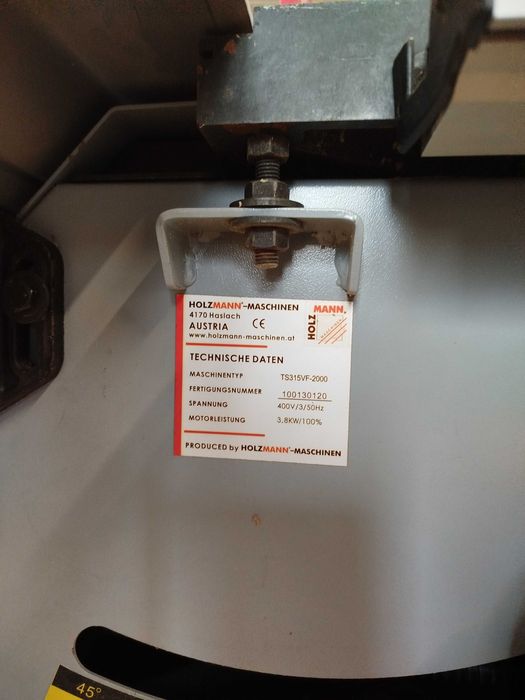 HOLZMANN®-MASCHINEN
4170 Haslach
AUSTRIA CE
www.holzmann-maschinen.at
HOLZ MANN®
TECHNISCHE DATEN
MASCHINENTYP TS315VF-2000
FERTIGUNGSNUMMER 100130120
SPANNUNG 400V/3/50Hz
MOTORLEISTUNG 3,8KW/100%
PRODUCED by HOLZMANN®-MASCHINEN
45°